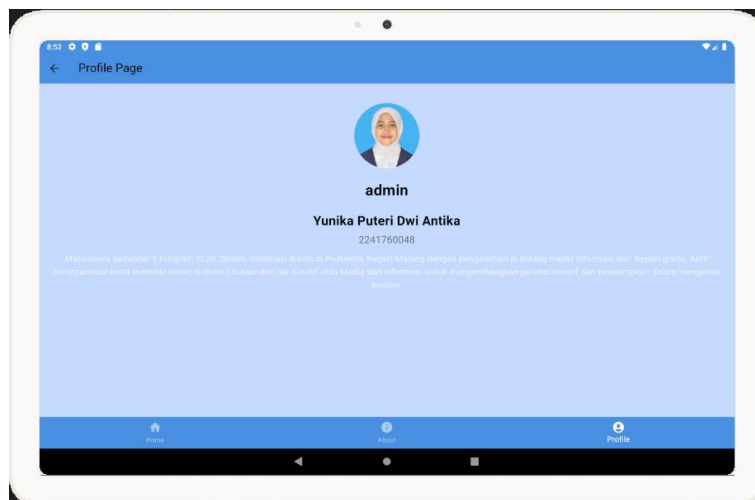 8:52
Profile Page
admin
Yunika Puteri Dwi Antika
2241760048
Mahasiswa semester 5 Program Studi Sistem Informasi Bisnis di Politeknik Negeri Malang dengan pengalaman di bidang media informasi dan desain grafis. Aktif
berorganisasi serta memiliki minat di divisi Edukasi dan Ide Kreatif atau Media dan Informasi untuk mengembangkan potensi kreatif dan keterampilan dalam mengelola
konten.
Home
About
Profile